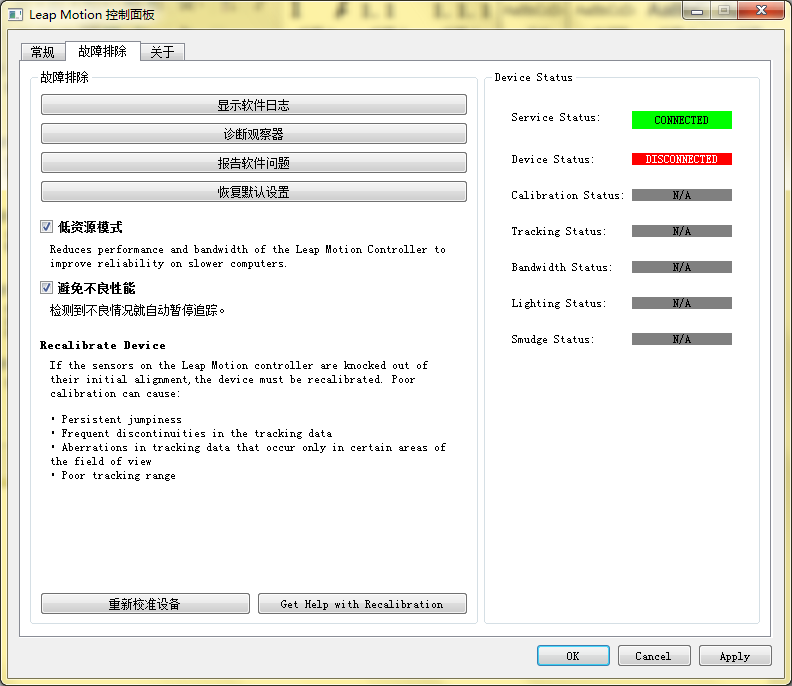 Leap Motion 控制面板
常规
故障排除
关于
故障排除
显示软件日志
诊断观察器
报告软件问题
恢复默认设置
低资源模式
Reduces performance and bandwidth of the Leap Motion Controller to
improve reliability on slower computers.
避免不良性能
检测到不良情况就自动暂停追踪。
Recalibrate Device
If the sensors on the Leap Motion controller are knocked out of
their initial alignment, the device must be recalibrated. Poor
calibration can cause:
• Persistent jumpiness
• Frequent discontinuities in the tracking data
• Aberrations in tracking data that occur only in certain areas of
the field of view
• Poor tracking range
重新校准设备
Get Help with Recalibration
Device Status
Service Status: CONNECTED
Device Status: DISCONNECTED
Calibration Status: N/A
Tracking Status: N/A
Bandwidth Status: N/A
Lighting Status: N/A
Smudge Status: N/A
OK
Cancel
Apply